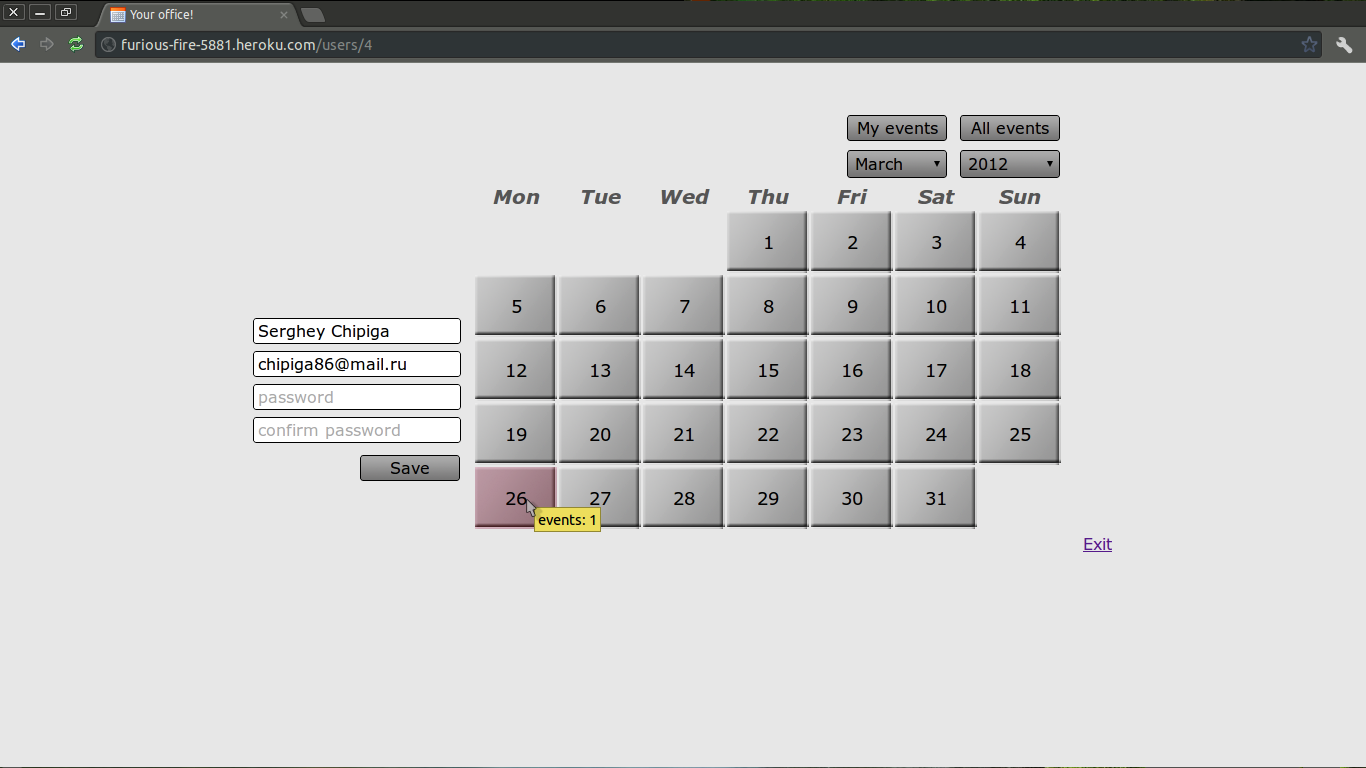 Your office!
furious-fire-5881.heroku.com/users/4
My events All events
March 2012
Mon Tue Wed Thu Fri Sat Sun
1 2 3 4
5 6 7 8 9 10 11
12 13 14 15 16 17 18
19 20 21 22 23 24 25
26 27 28 29 30 31
events: 1
Serghey Chipiga
chipiga86@mail.ru
password
confirm password
Save
Exit